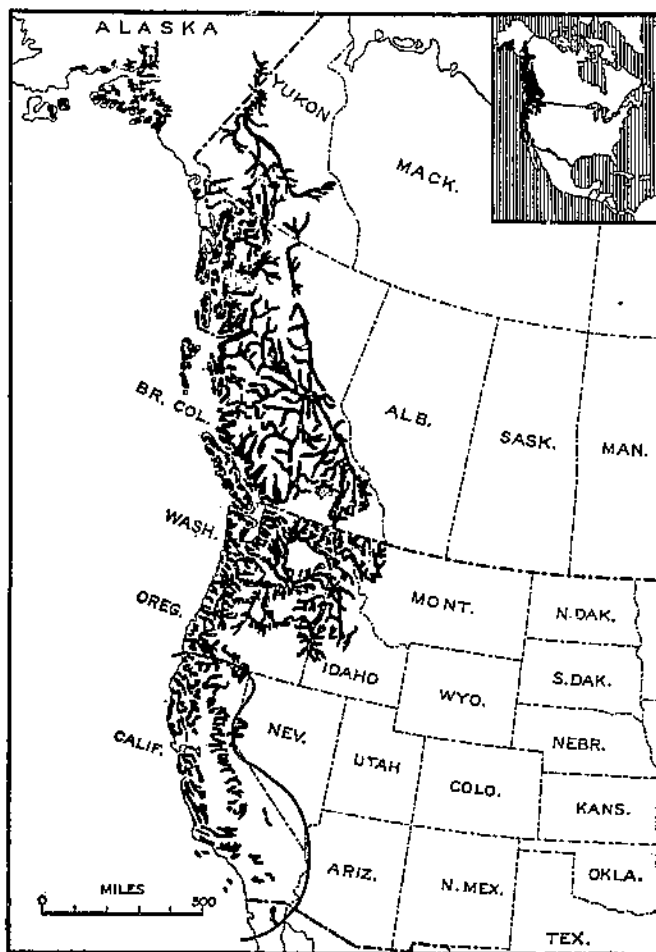 ALASKA
YUKON
MACK.
BR. COL.
ALB.
SASK.
MAN.
WASH.
MONT.
N. DAK.
OREG.
IDAHO
S. DAK.
WYO.
NEBR.
CALIF.
NEV.
UTAH
COLO.
KANS.
ARIZ.
N. MEX.
OKLA.
TEX.
MILES
0 500